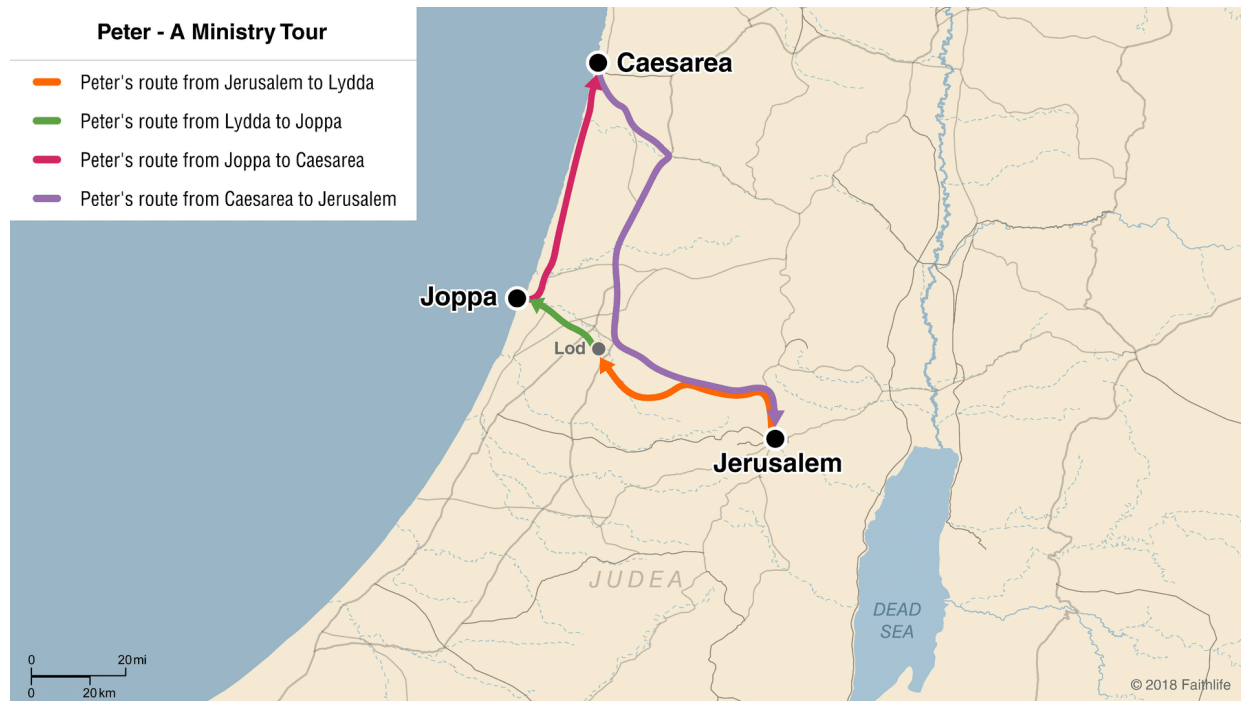 Peter - A Ministry Tour
Peter's route from Jerusalem to Lydda
Peter's route from Lydda to Joppa
Peter's route from Joppa to Caesarea
Peter's route from Caesarea to Jerusalem
Caesarea
Joppa
Lod
Jerusalem
JUDEA
DEAD
SEA
0 20 mi
0 20 km
© 2018 Faithlife